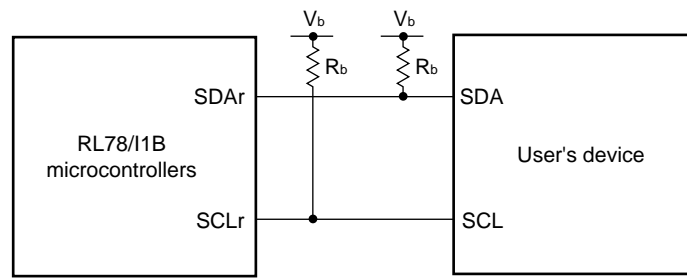 Vb Vb
Rb Rb
SDAr SDA
RL78/I1B
microcontrollers
User's device
SCLr SCL